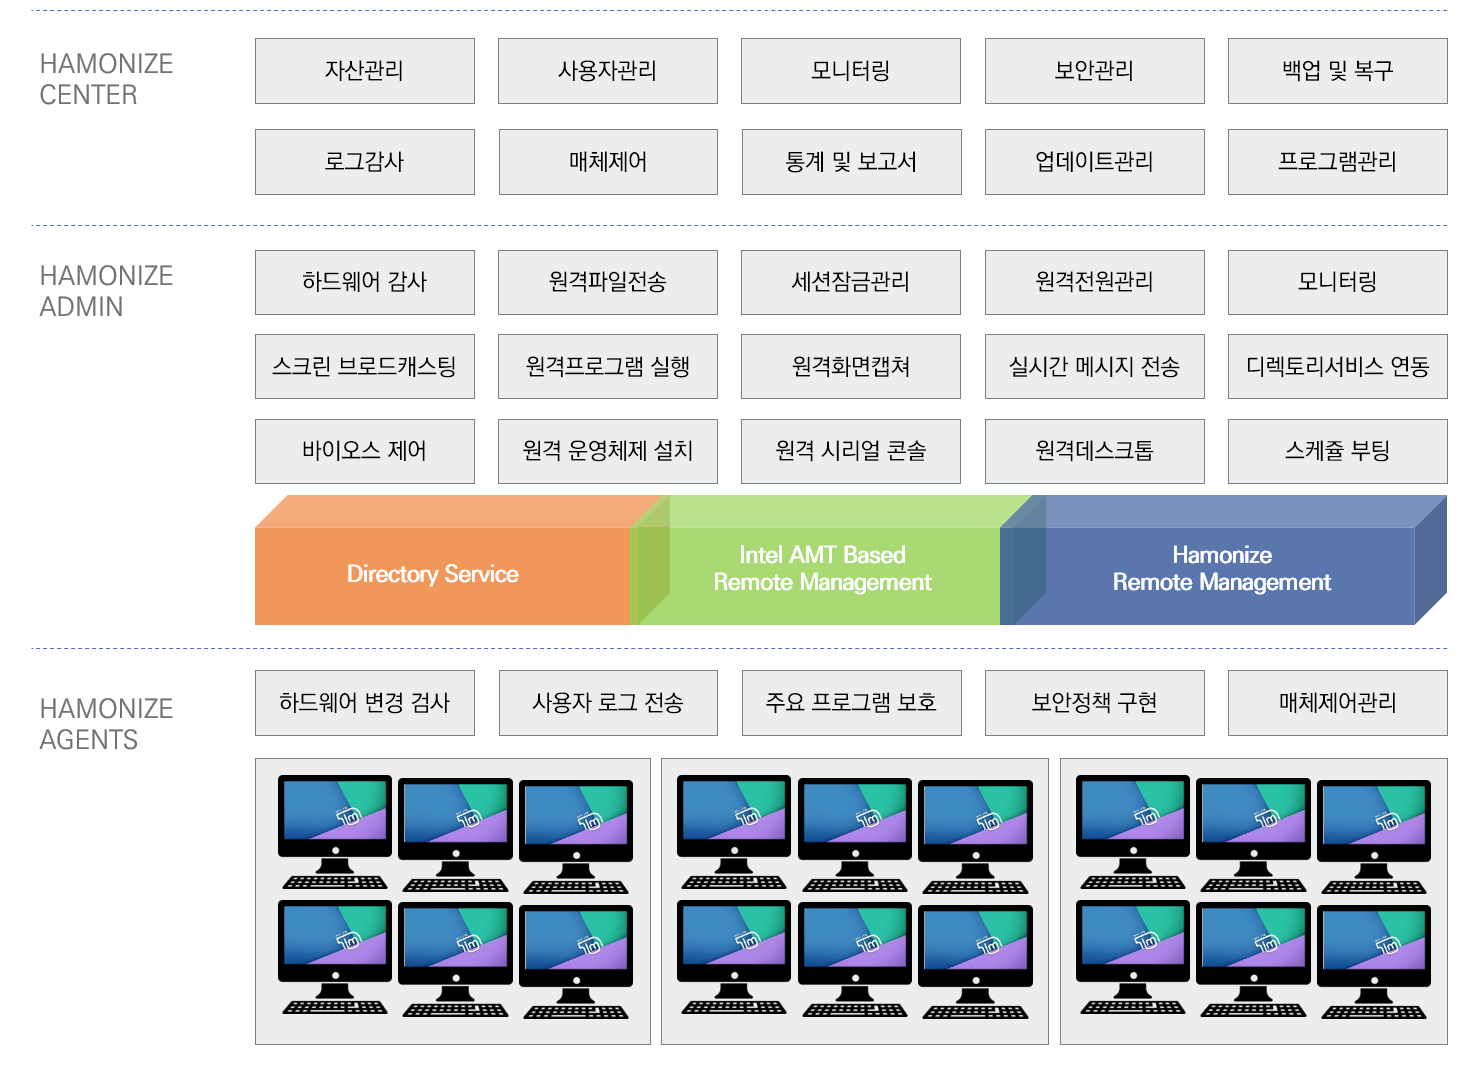 HAMONIZE
CENTER
자산관리
사용자관리
모니터링
보안관리
백업 및 복구
로그감사
매체제어
통계 및 보고서
업데이트관리
프로그램관리
HAMONIZE
ADMIN
하드웨어 감사
원격파일전송
세션잠금관리
원격전원관리
모니터링
스크린 브로드캐스팅
원격프로그램 실행
원격화면캡쳐
실시간 메시지 전송
디렉토리서비스 연동
바이오스 제어
원격 운영체제 설치
원격 시리얼 콘솔
원격데스크톱
스케쥴 부팅
Directory Service
Intel AMT Based
Remote Management
Hamonize
Remote Management
HAMONIZE
AGENTS
하드웨어 변경 검사
사용자 로그 전송
주요 프로그램 보호
보안정책 구현
매체제어관리